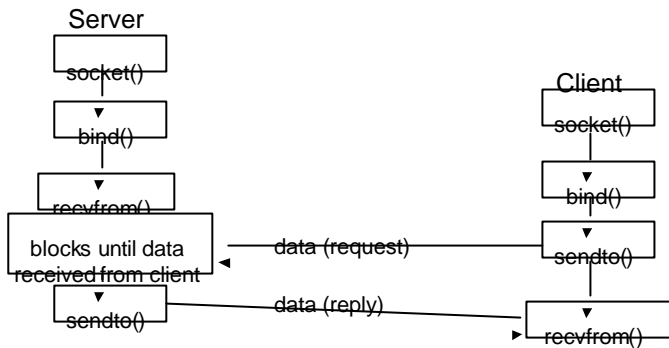 Server
socket()
bind()
recvfrom()
blocks until data
received from client
sendto()
Client
socket()
bind()
data (request)
sendto()
data (reply)
recvfrom()